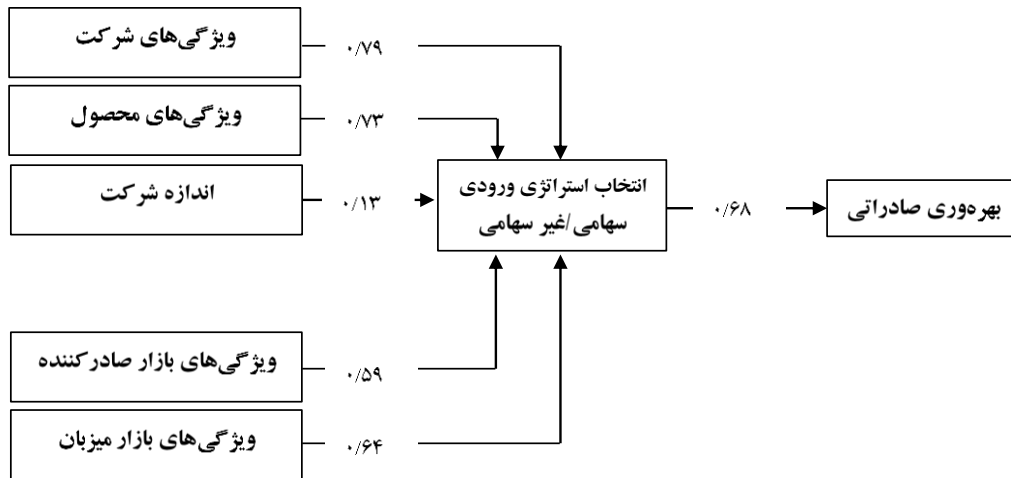 ویژگی‌های شرکت
۰/۷۹
ویژگی‌های محصول
۰/۷۳
اندازه شرکت
۰/۱۳
انتخاب استراتژی ورودی
سهامی/غیر سهامی
۰/۶۸
بهره‌وری صادراتی
ویژگی‌های بازار صادرکننده
۰/۵۹
ویژگی‌های بازار میزبان
۰/۶۴